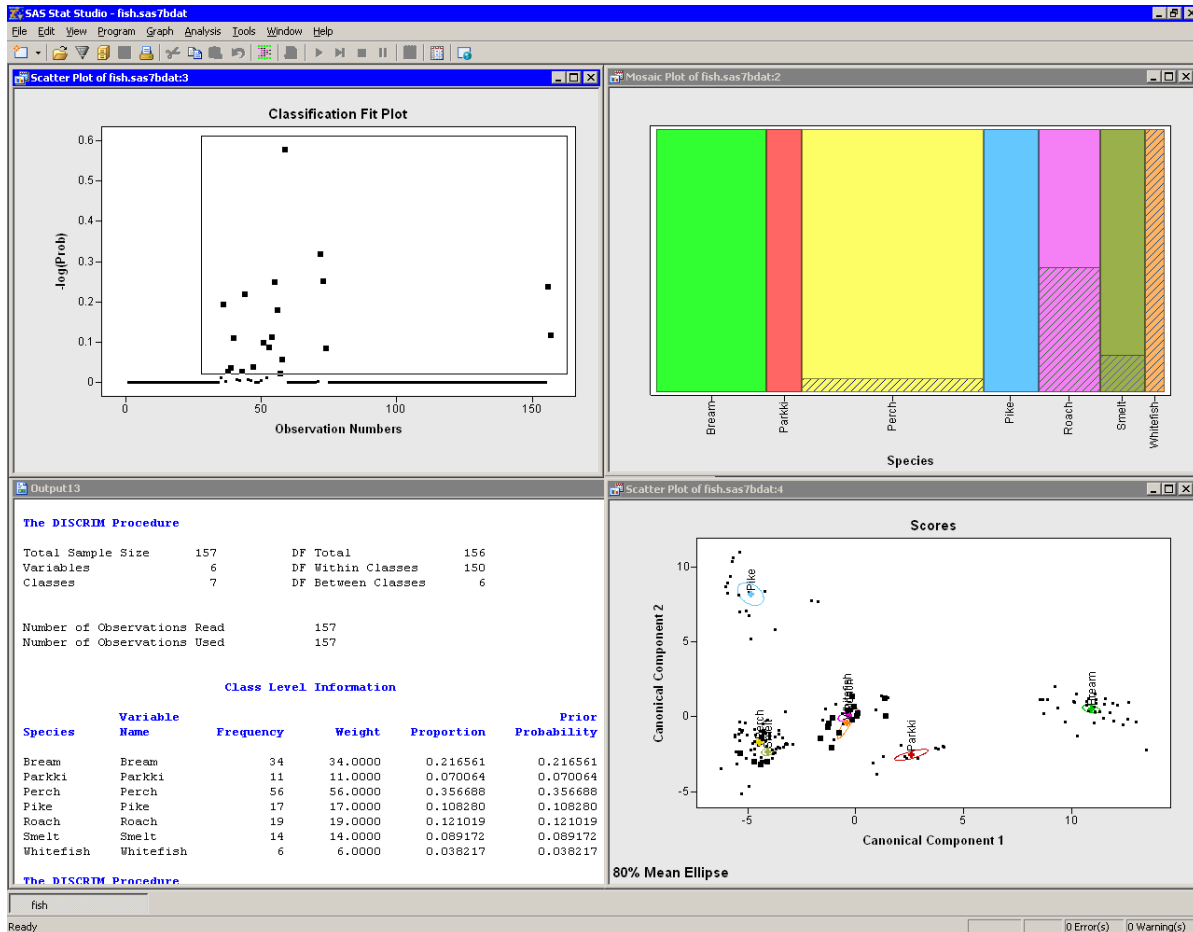 SAS Stat Studio - fish.sas7bdat
File Edit View Program Graph Analysis Tools Window Help
Scatter Plot of fish.sas7bdat:3
Classification Fit Plot
0.6
0.5
0.4
0.3
0.2
0.1
0
-log(Prob)
0 50 100 150
Observation Numbers
Mosaic Plot of fish.sas7bdat:2
Bream Parkki Perch Pike Roach Smelt Whitefish
Species
Output13
The DISCRIM Procedure
Total Sample Size 157 DF Total 156
Variables 6 DF Within Classes 150
Classes 7 DF Between Classes 6
Number of Observations Read 157
Number of Observations Used 157
Class Level Information
Variable Prior
Species Name Frequency Weight Proportion Probability
Bream Bream 34 34.0000 0.216561 0.216561
Parkki Parkki 11 11.0000 0.070064 0.070064
Perch Perch 56 56.0000 0.356688 0.356688
Pike Pike 17 17.0000 0.108280 0.108280
Roach Roach 19 19.0000 0.121019 0.121019
Smelt Smelt 14 14.0000 0.089172 0.089172
Whitefish Whitefish 6 6.0000 0.038217 0.038217
The DISCRIM Procedure
Scatter Plot of fish.sas7bdat:4
Scores
10
5
0
-5
Canonical Component 2
Pike
Parkki
Bream
-5 0 5 10
Canonical Component 1
80% Mean Ellipse
fish
Ready
0 Error(s) 0 Warning(s)